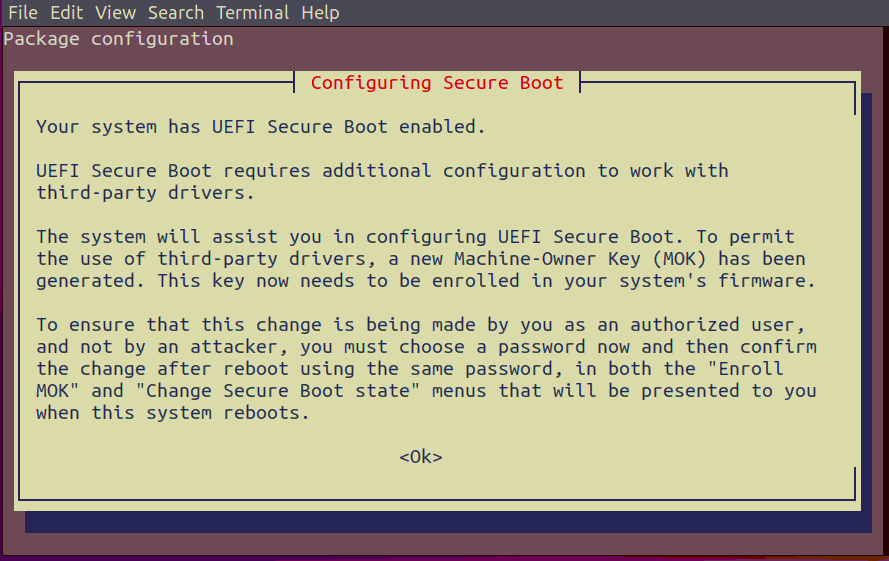 File Edit View Search Terminal Help
Package configuration
Configuring Secure Boot
Your system has UEFI Secure Boot enabled.
UEFI Secure Boot requires additional configuration to work with
third-party drivers.
The system will assist you in configuring UEFI Secure Boot. To permit
the use of third-party drivers, a new Machine-Owner Key (MOK) has been
generated. This key now needs to be enrolled in your system's firmware.
To ensure that this change is being made by you as an authorized user,
and not by an attacker, you must choose a password now and then confirm
the change after reboot using the same password, in both the "Enroll
MOK" and "Change Secure Boot state" menus that will be presented to you
when this system reboots.
<Ok>